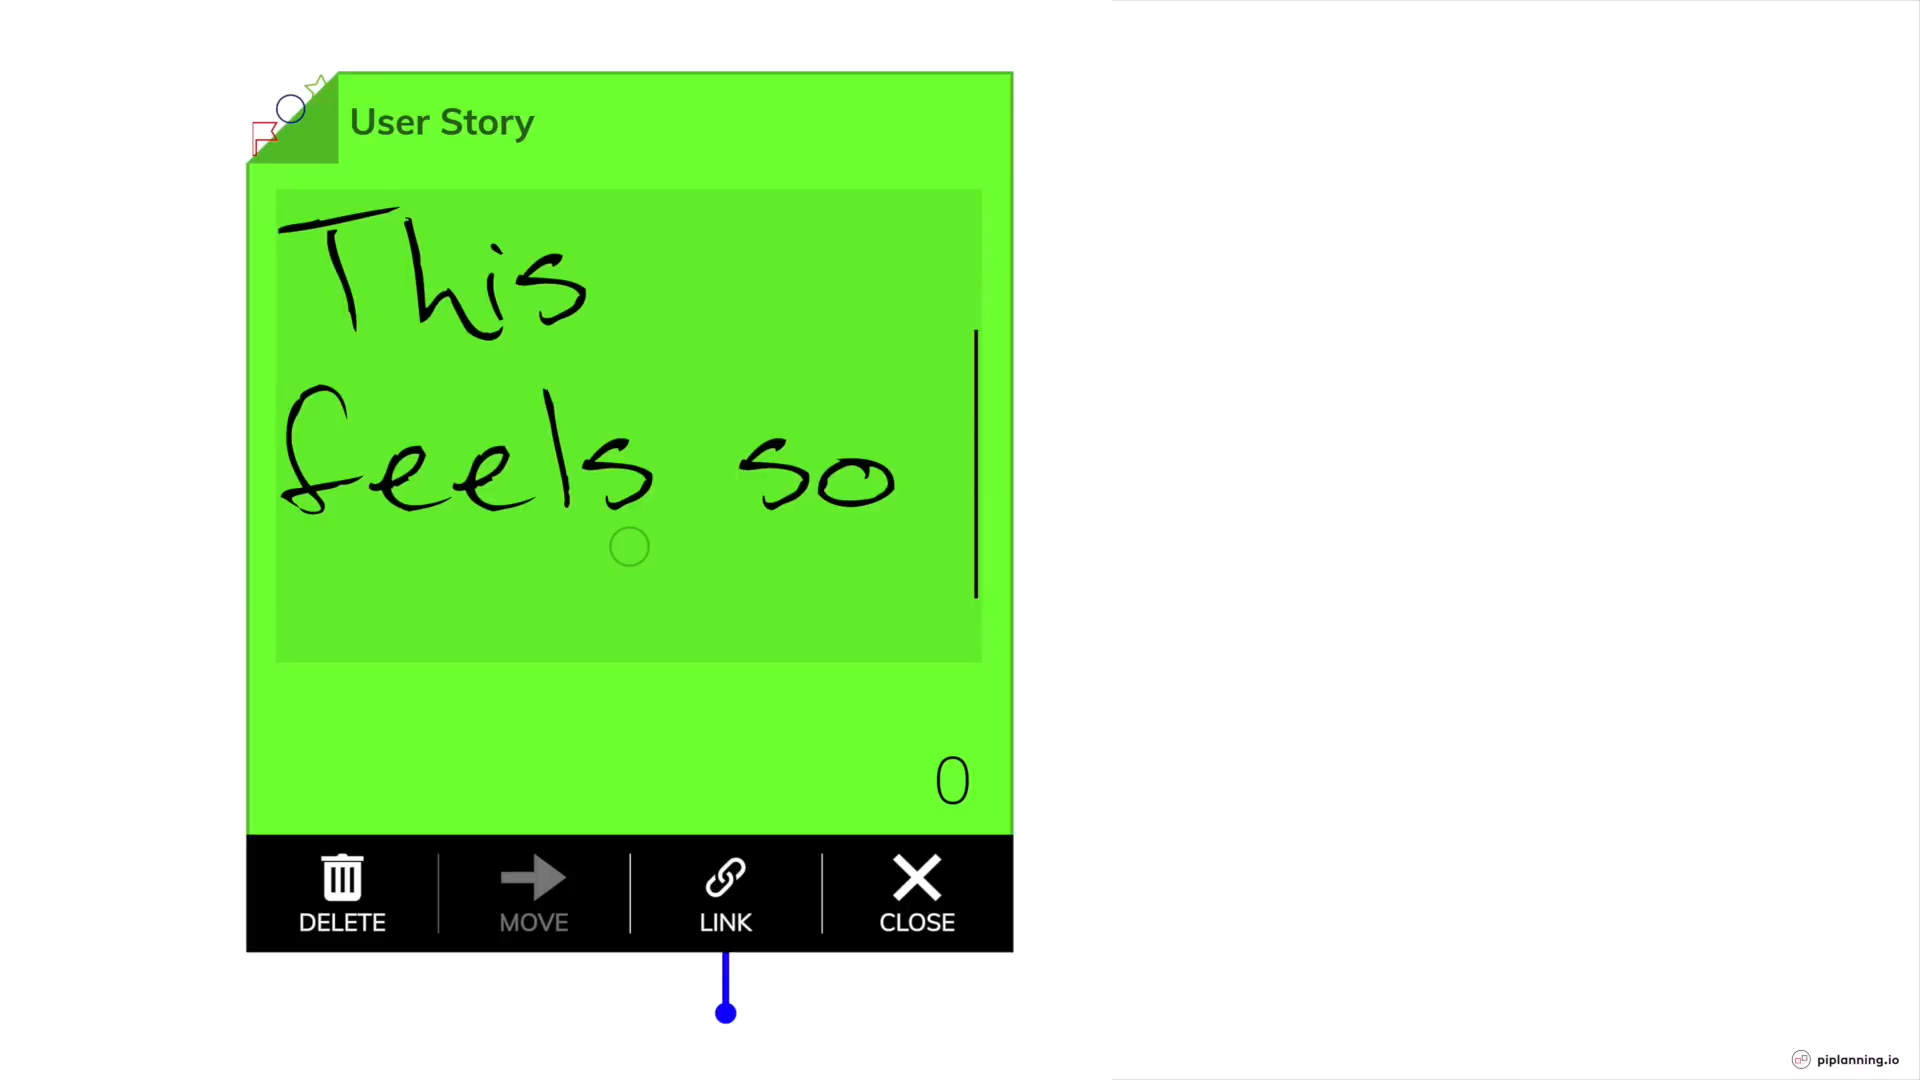 User Story
This
feels so
0
DELETE MOVE LINK CLOSE
piplanning.io